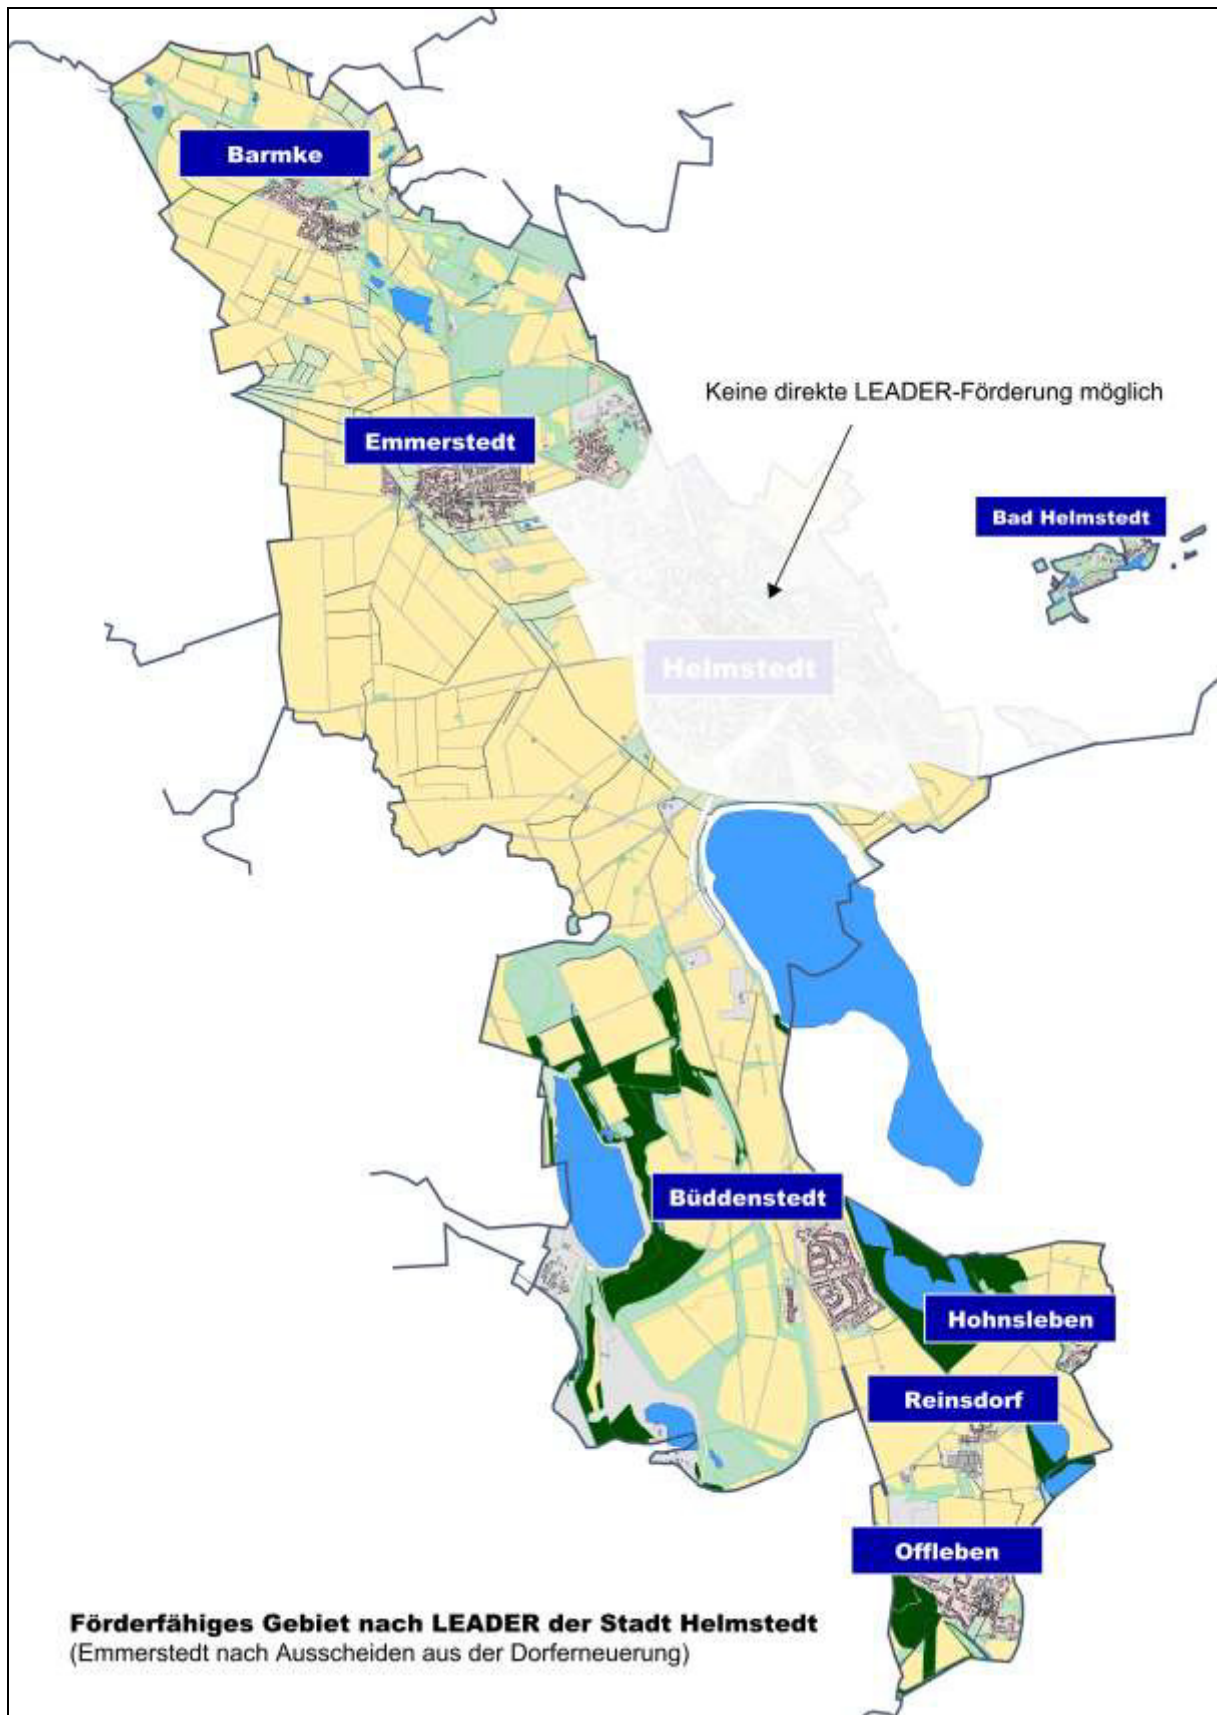 Barmke
Keine direkte LEADER-Förderung möglich
Emmerstedt
Bad Helmstedt
Helmstedt
Büddenstedt
Hohnsleben
Reinsdorf
Offleben
Förderfähiges Gebiet nach LEADER der Stadt Helmstedt
(Emmerstedt nach Ausscheiden aus der Dorferneuerung)